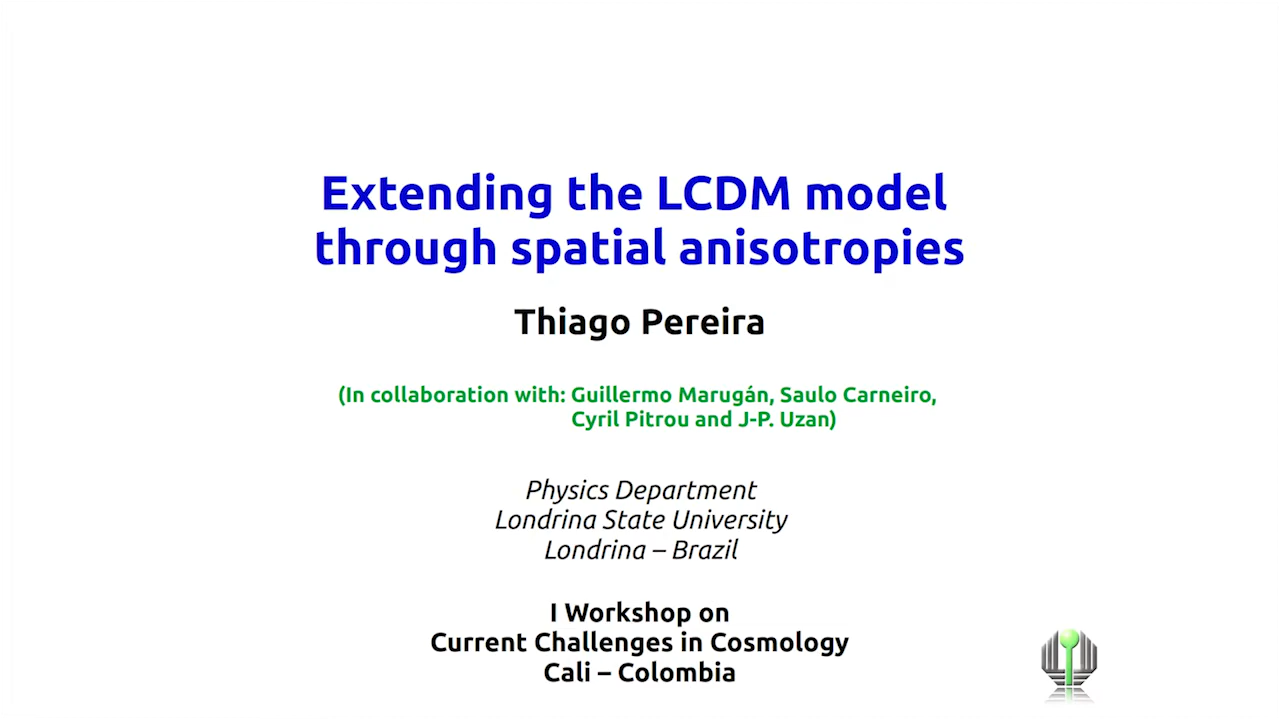 Extending the LCDM model
through spatial anisotropies
Thiago Pereira
(In collaboration with: Guillermo Marugán, Saulo Carneiro,
Cyril Pitrou and J-P. Uzan)
Physics Department
Londrina State University
Londrina – Brazil
I Workshop on
Current Challenges in Cosmology
Cali – Colombia